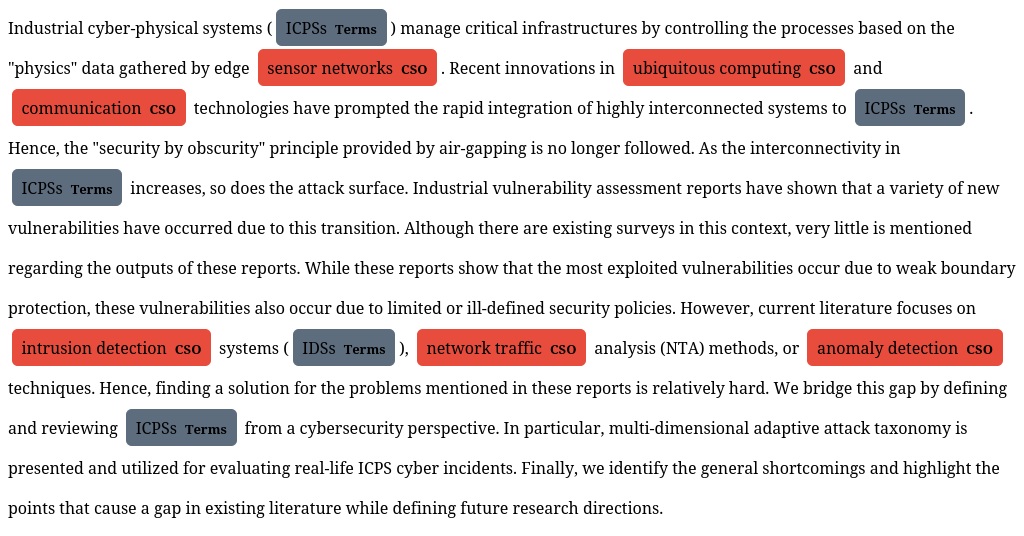 Industrial cyber-physical systems ( ICPSs Terms ) manage critical infrastructures by controlling the processes based on the
"physics" data gathered by edge sensor networks CSO . Recent innovations in ubiquitous computing CSO and
communication CSO technologies have prompted the rapid integration of highly interconnected systems to ICPSs Terms .
Hence, the "security by obscurity" principle provided by air-gapping is no longer followed. As the interconnectivity in
ICPSs Terms increases, so does the attack surface. Industrial vulnerability assessment reports have shown that a variety of new
vulnerabilities have occurred due to this transition. Although there are existing surveys in this context, very little is mentioned
regarding the outputs of these reports. While these reports show that the most exploited vulnerabilities occur due to weak boundary
protection, these vulnerabilities also occur due to limited or ill-defined security policies. However, current literature focuses on
intrusion detection CSO systems ( IDSs Terms ), network traffic CSO analysis (NTA) methods, or anomaly detection CSO
techniques. Hence, finding a solution for the problems mentioned in these reports is relatively hard. We bridge this gap by defining
and reviewing ICPSs Terms from a cybersecurity perspective. In particular, multi-dimensional adaptive attack taxonomy is
presented and utilized for evaluating real-life ICPS cyber incidents. Finally, we identify the general shortcomings and highlight the
points that cause a gap in existing literature while defining future research directions.